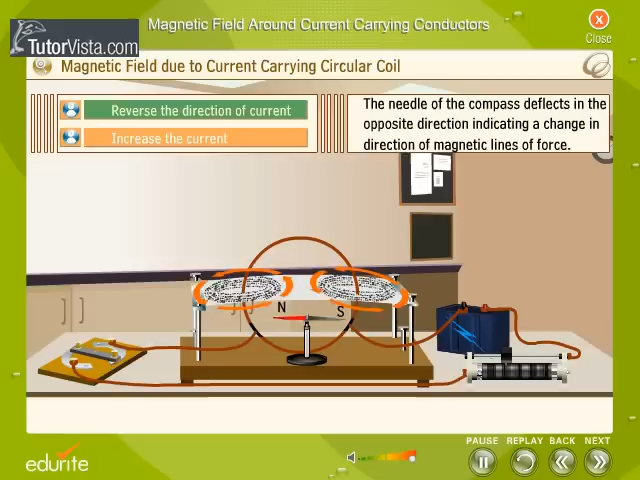 Magnetic Field Around Current Carrying Conductors
Close
TutorVista.com
Magnetic Field due to Current Carrying Circular Coil
Reverse the direction of current
Increase the current
The needle of the compass deflects in the
opposite direction indicating a change in
direction of magnetic lines of force.
N
S
PAUSE REPLAY BACK NEXT
edurite